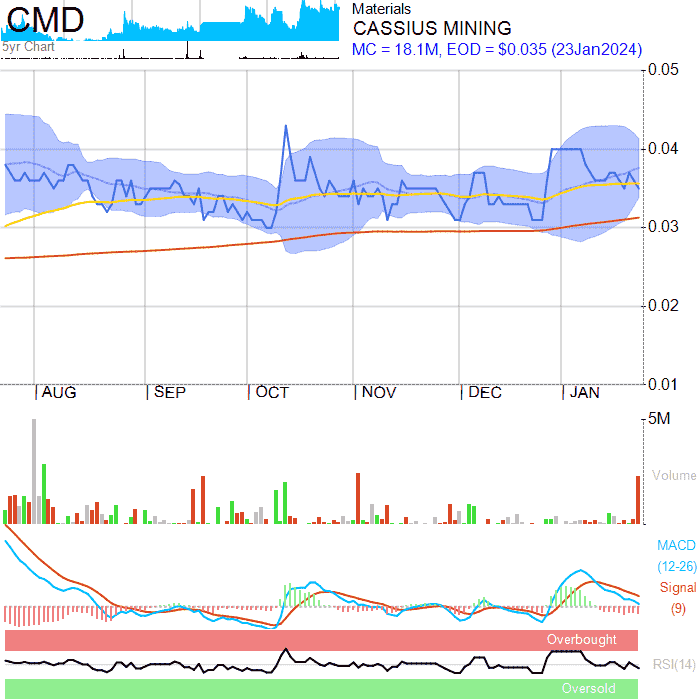 CMD
5yr Chart
Materials
CASSIUS MINING
MC = 18.1M, EOD = $0.035 (23Jan2024)
0.05
0.04
0.03
0.02
0.01
AUG SEP OCT NOV DEC JAN
5M
Volume
MACD
(12-26)
Signal
(9)
Overbought
RSI(14)
Oversold